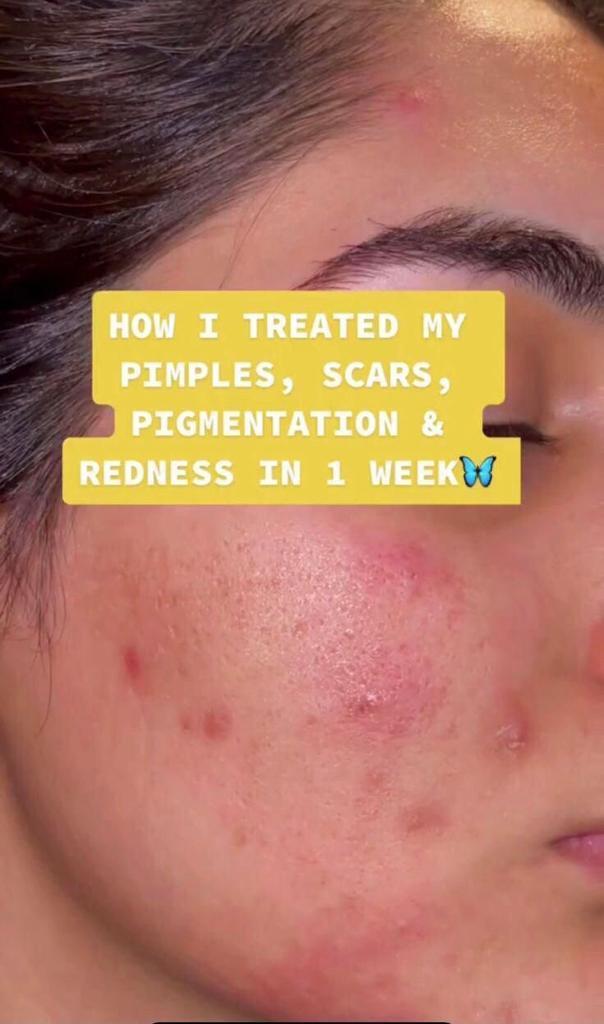 HOW I TREATED MY
PIMPLES, SCARS,
PIGMENTATION &
REDNESS IN 1 WEEK🦋